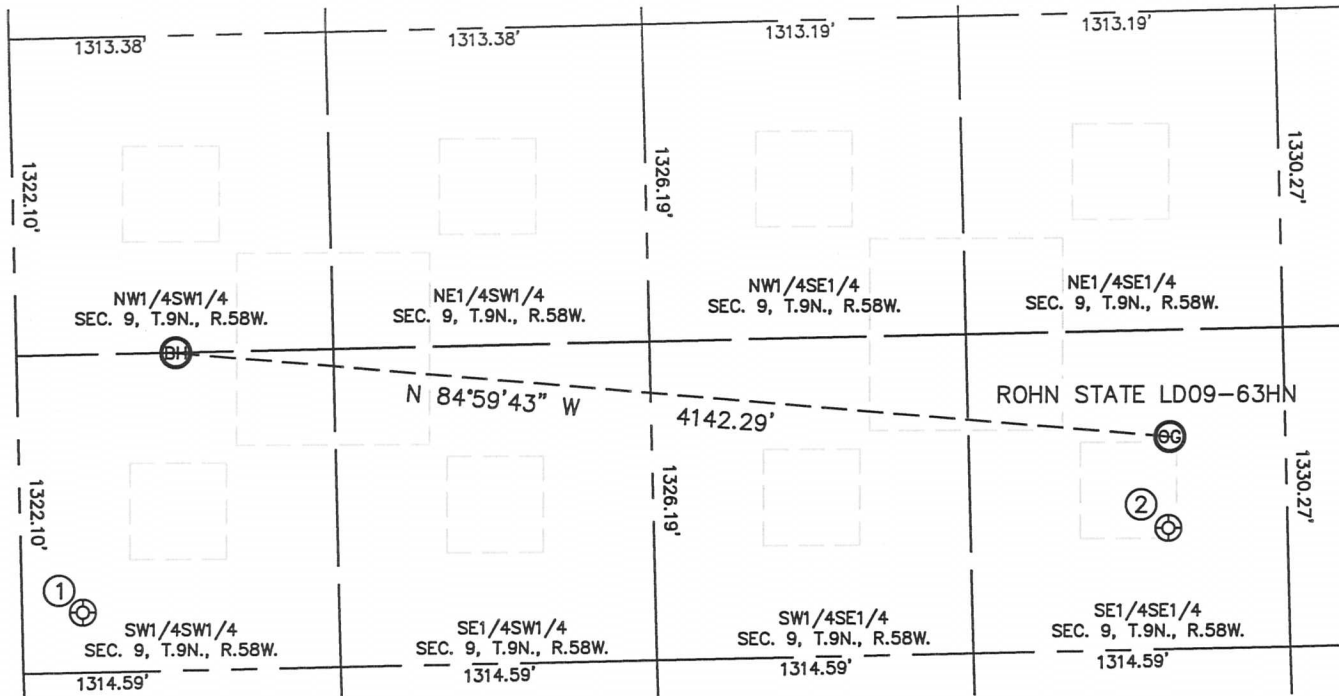 1313.38'
1313.38'
1313.19'
1313.19'
1322.10'
1326.19'
1330.27'
NW1/4SW1/4
SEC. 9, T.9N., R.58W.
NE1/4SW1/4
SEC. 9, T.9N., R.58W.
NW1/4SE1/4
SEC. 9, T.9N., R.58W.
NE1/4SE1/4
SEC. 9, T.9N., R.58W.
BH
N 84°59'43" W
4142.29'
ROHN STATE LD09-63HN
OG
1322.10'
1326.19'
1330.27'
2
1
SW1/4SW1/4
SEC. 9, T.9N., R.58W.
SE1/4SW1/4
SEC. 9, T.9N., R.58W.
SW1/4SE1/4
SEC. 9, T.9N., R.58W.
SE1/4SE1/4
SEC. 9, T.9N., R.58W.
1314.59'
1314.59'
1314.59'
1314.59'